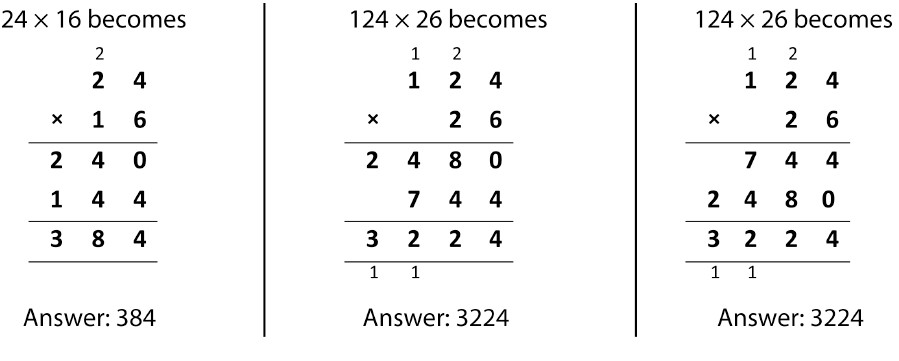 24 × 16 becomes
2
2 4
× 1 6
2 4 0
1 4 4
3 8 4
Answer: 384
124 × 26 becomes
1 2
1 2 4
× 2 6
2 4 8 0
7 4 4
3 2 2 4
1 1
Answer: 3224
124 × 26 becomes
1 2
1 2 4
× 2 6
7 4 4
2 4 8 0
3 2 2 4
1 1
Answer: 3224